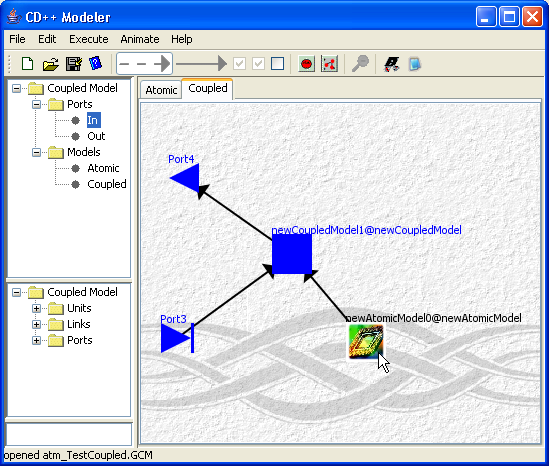 CD++ Modeler
File Edit Execute Animate Help
Coupled Model
Ports
In
Out
Models
Atomic
Coupled
Coupled Model
Units
Links
Ports
Atomic Coupled
Port4
newCoupledModel1@newCoupledModel
Port3
newAtomicModel0@newAtomicModel
opened atm_TestCoupled.GCM